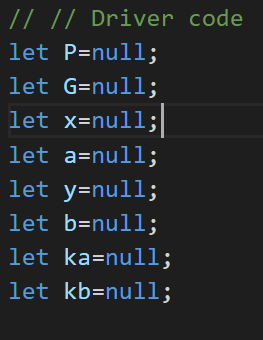 // // Driver code
let P=null;
let G=null;
let x=null;
let a=null;
let y=null;
let b=null;
let ka=null;
let kb=null;